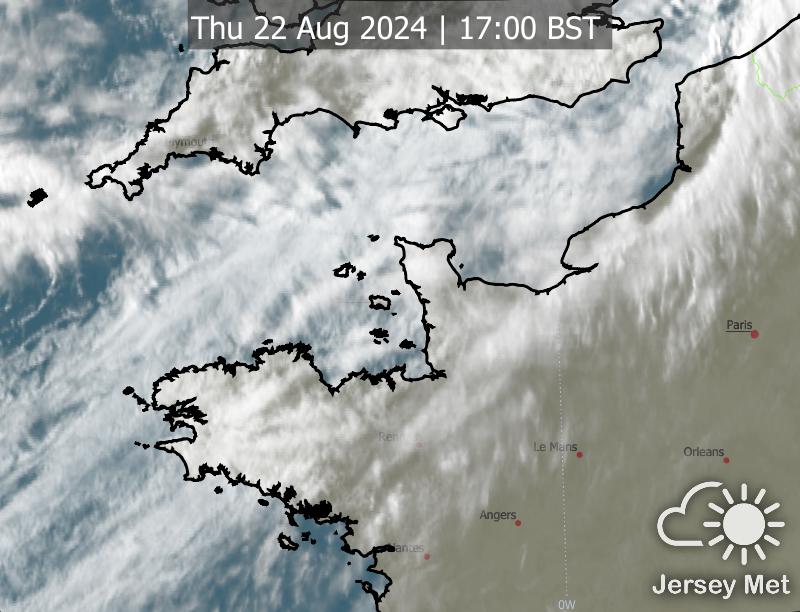 Thu 22 Aug 2024 | 17:00 BST
Paris
Le Mans
Orleans
Angers
Jersey Met
0W